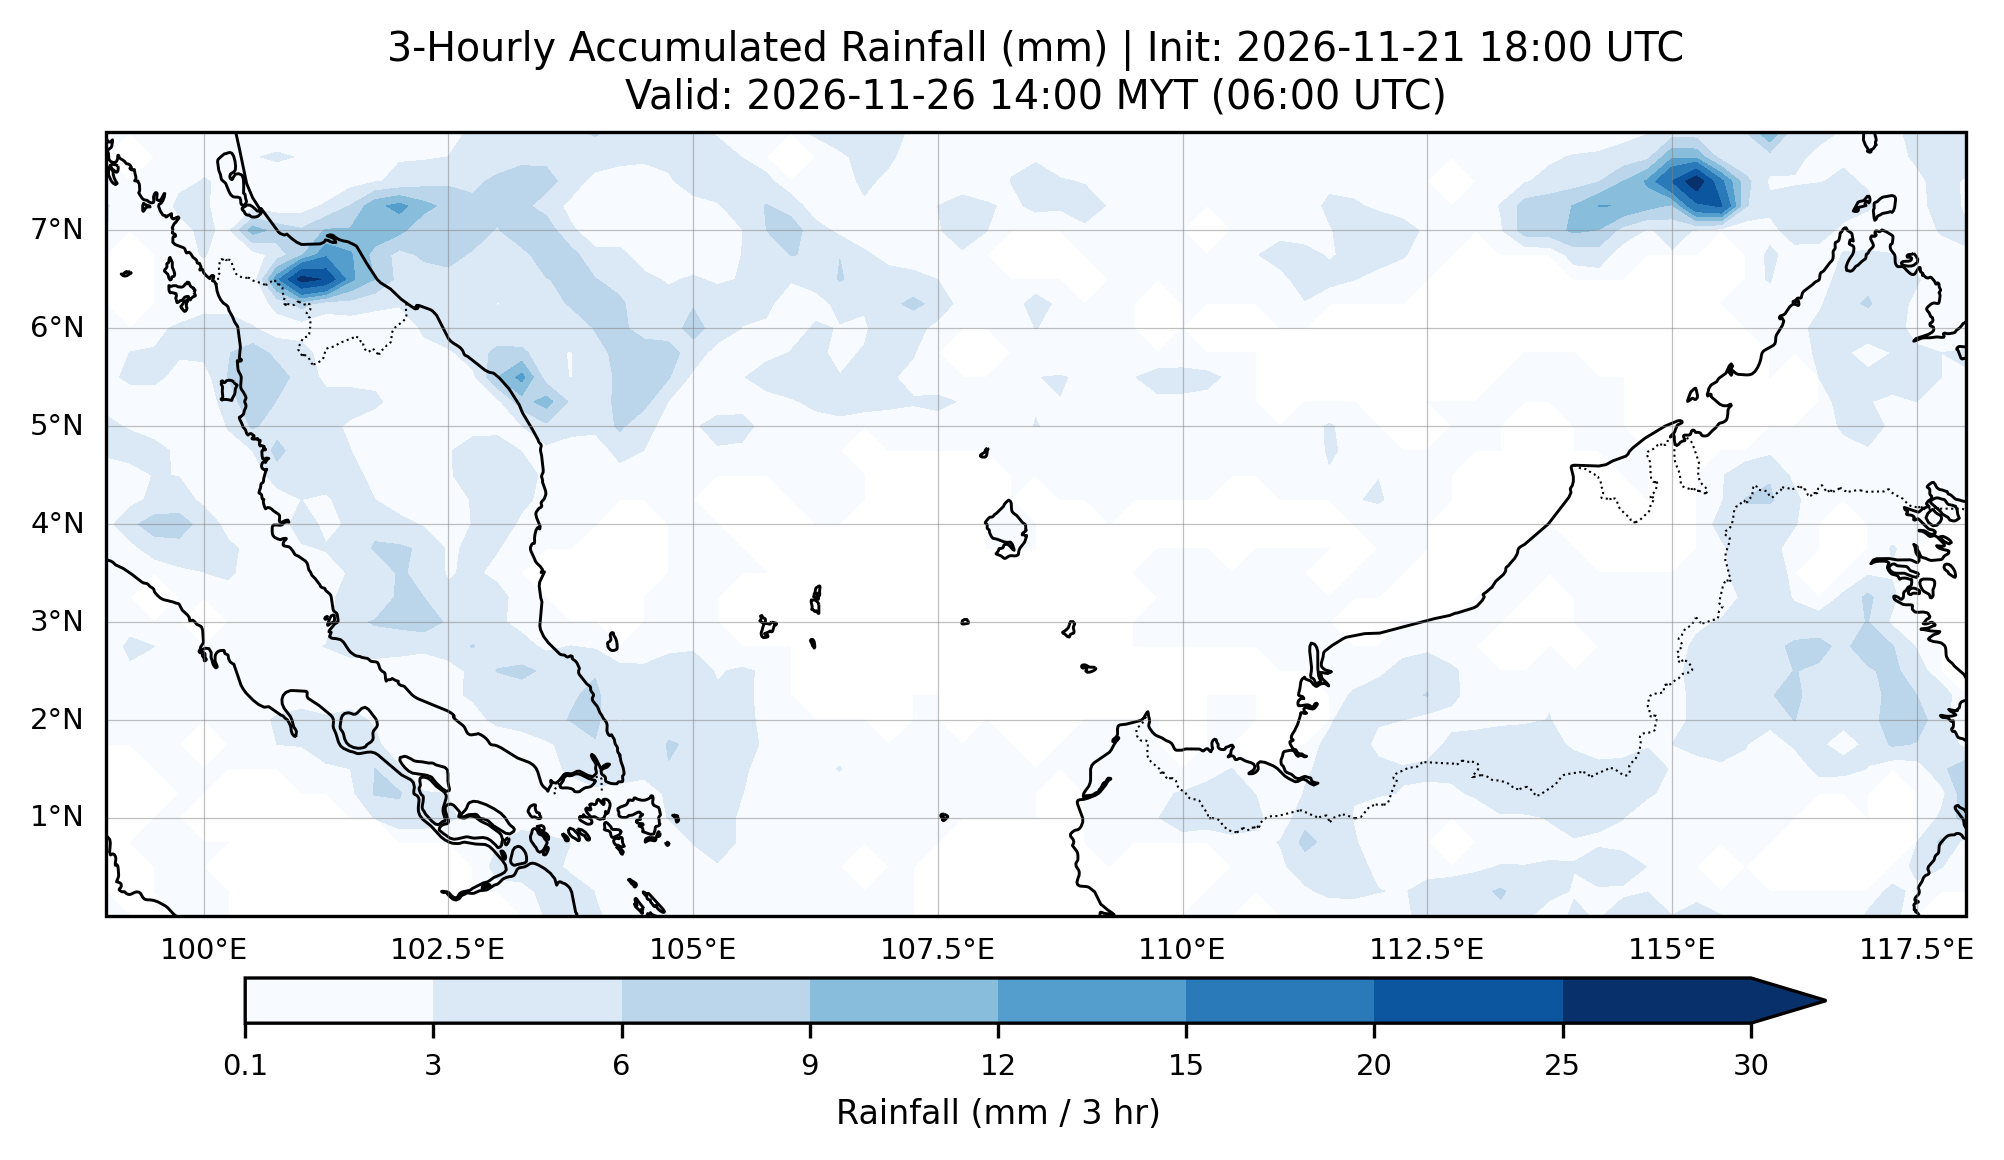 3-Hourly Accumulated Rainfall (mm) | Init: 2026-11-21 18:00 UTC
Valid: 2026-11-26 14:00 MYT (06:00 UTC)
7°N
6°N
5°N
4°N
3°N
2°N
1°N
100°E 102.5°E 105°E 107.5°E 110°E 112.5°E 115°E 117.5°E
0.1 3 6 9 12 15 20 25 30
Rainfall (mm / 3 hr)